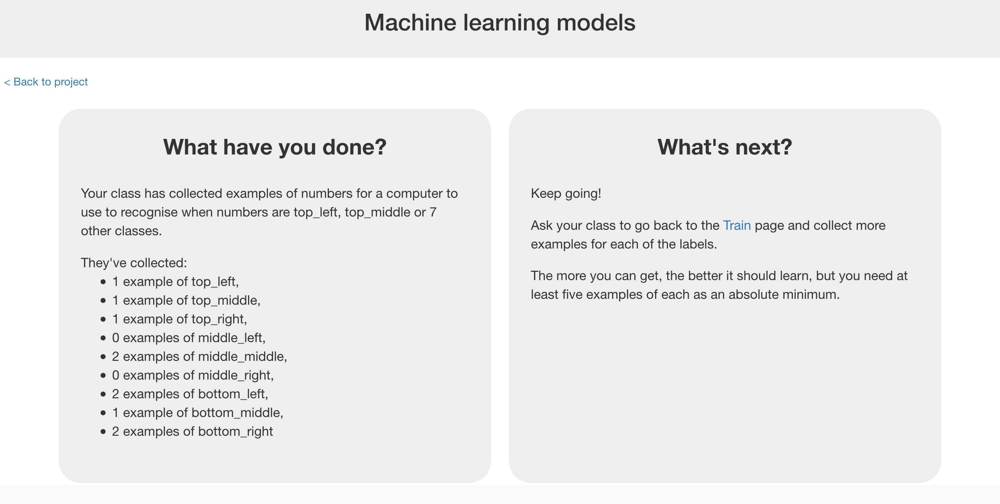 Machine learning models
< Back to project
What have you done?
Your class has collected examples of numbers for a computer to
use to recognise when numbers are top_left, top_middle or 7
other classes.
They've collected:
• 1 example of top_left,
• 1 example of top_middle,
• 1 example of top_right,
• 0 examples of middle_left,
• 2 examples of middle_middle,
• 0 examples of middle_right,
• 2 examples of bottom_left,
• 1 example of bottom_middle,
• 2 examples of bottom_right
What's next?
Keep going!
Ask your class to go back to the Train page and collect more
examples for each of the labels.
The more you can get, the better it should learn, but you need at
least five examples of each as an absolute minimum.